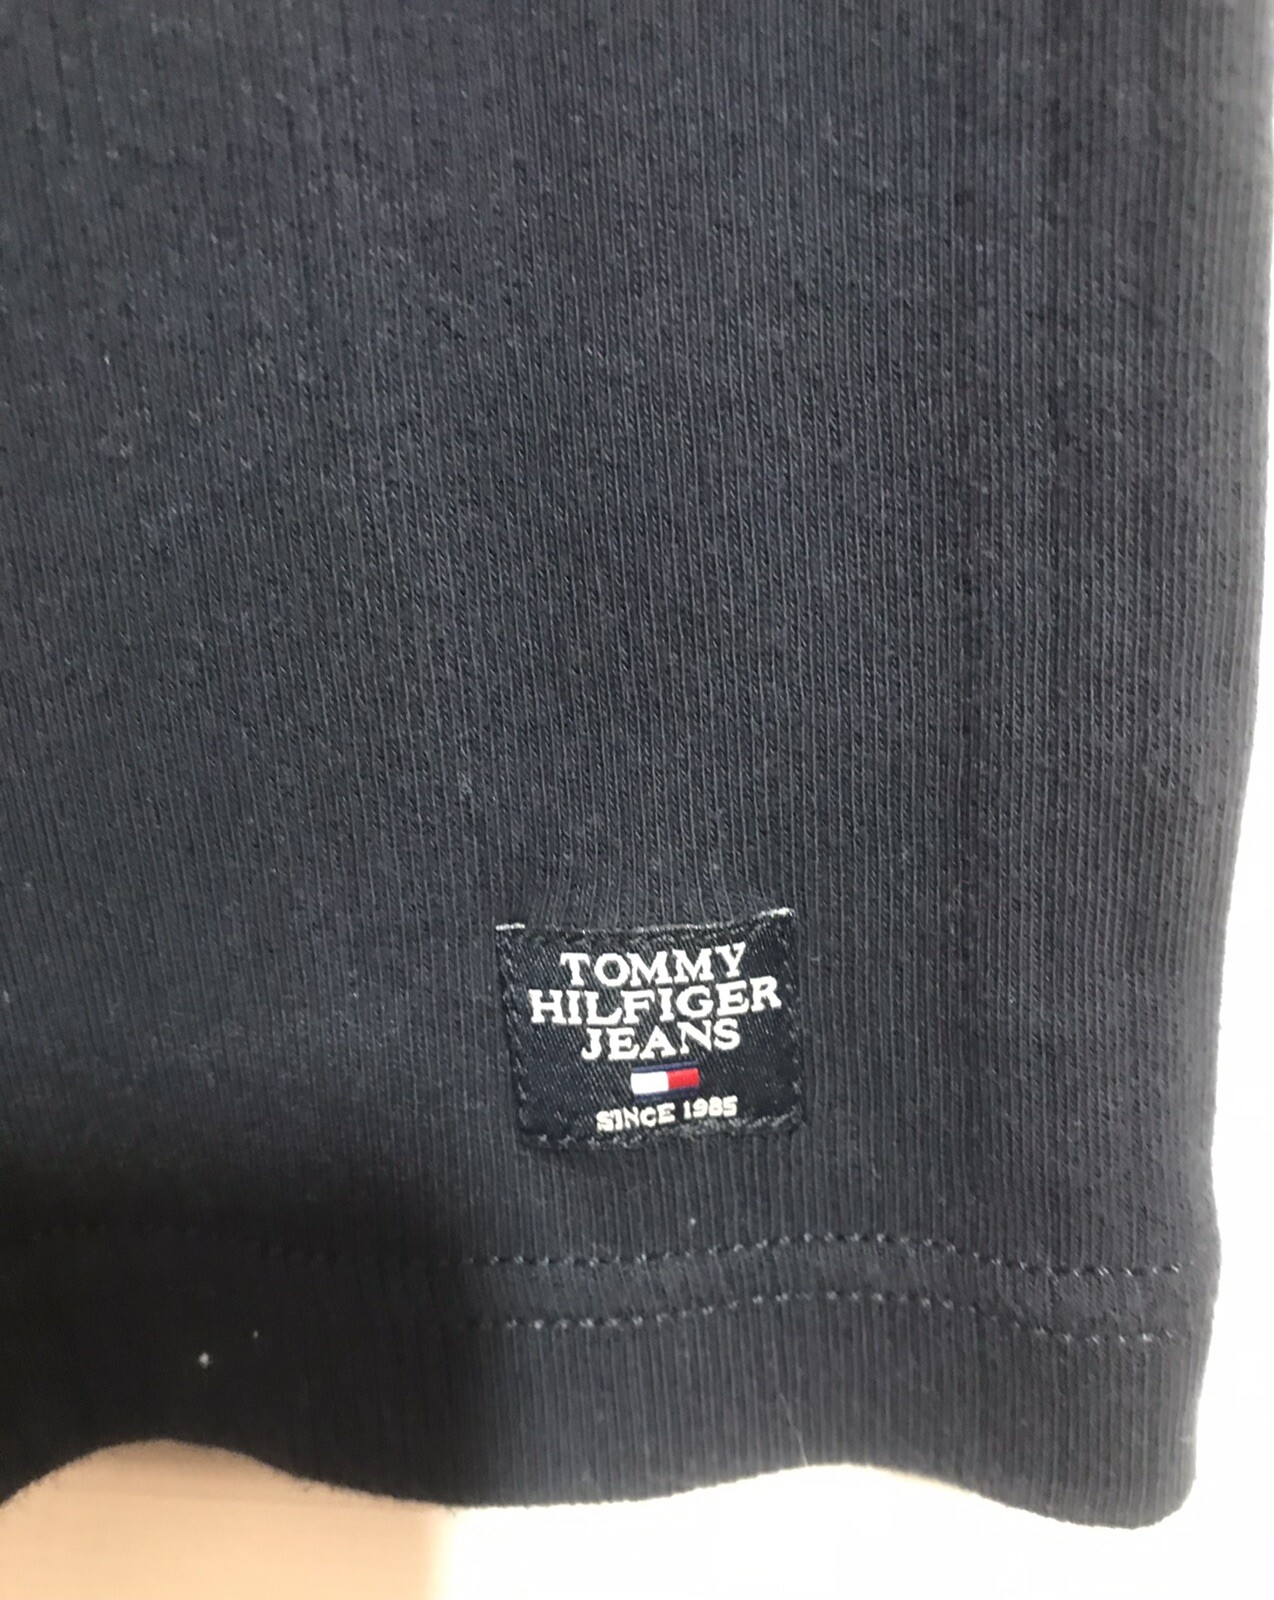 TOMMY
HILFIGER
JEANS
SINCE 1985